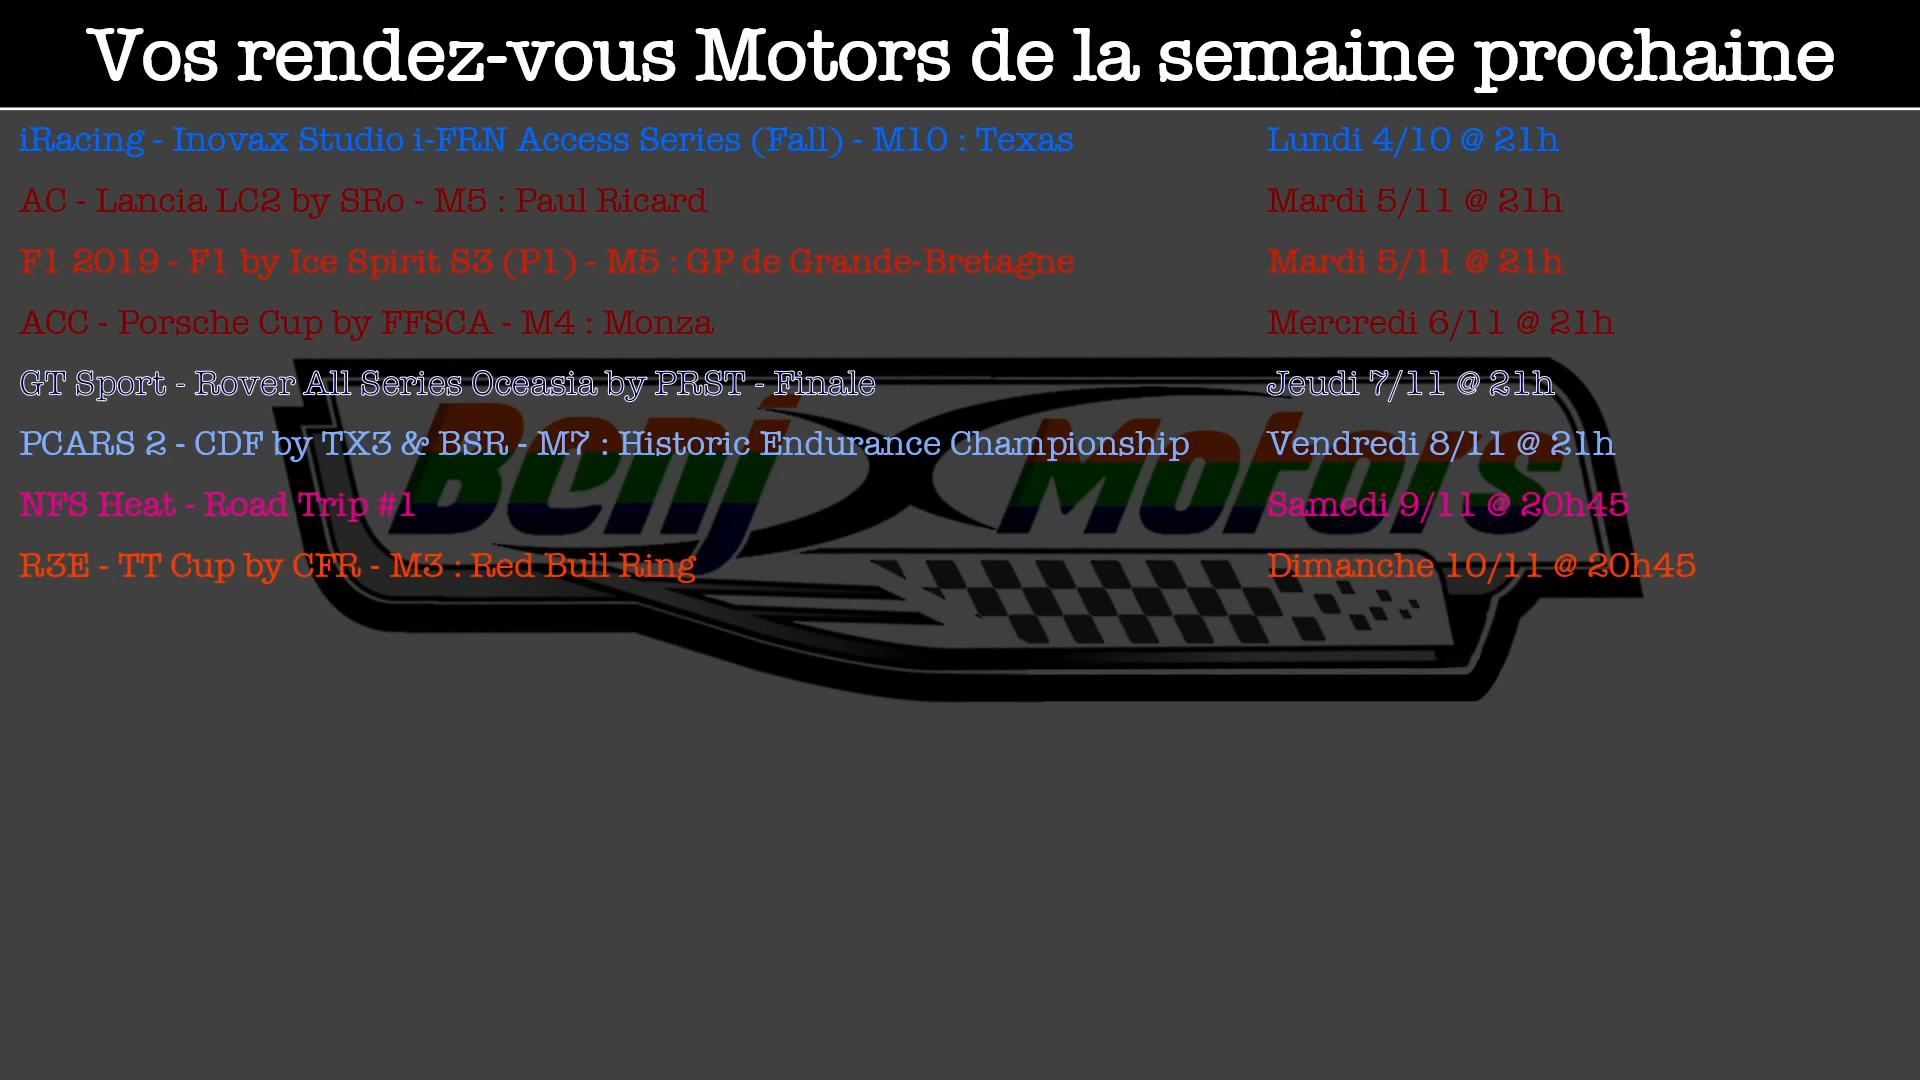 Vos rendez-vous Motors de la semaine prochaine
iRacing - Inovax Studio i-FRN Access Series (Fall) - M10 : Texas Lundi 4/10 @ 21h
AC - Lancia LC2 by SRo - M5 : Paul Ricard Mardi 5/11 @ 21h
F1 2019 - F1 by Ice Spirit S3 (P1) - M5 : GP de Grande-Bretagne Mardi 5/11 @ 21h
ACC - Porsche Cup by FFSCA - M4 : Monza Mercredi 6/11 @ 21h
GT Sport - Rover All Series Oceasia by PRST - Finale Jeudi 7/11 @ 21h
PCARS 2 - CDF by TX3 & BSR - M7 : Historic Endurance Championship Vendredi 8/11 @ 21h
NFS Heat - Road Trip #1 Samedi 9/11 @ 20h45
R3E - TT Cup by CFR - M3 : Red Bull Ring Dimanche 10/11 @ 20h45
Benj Motors